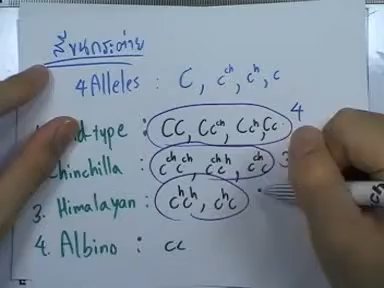 สีขนกระต่าย
4 Alleles : C, cᶜʰ, cʰ, c
d-type : CC, Ccᶜʰ, Ccʰ, Cc 4
Chinchilla : cᶜʰcᶜʰ, cᶜʰcʰ, cᶜʰc 3
3. Himalayan : cʰcʰ, cʰc
4. Albino : cc